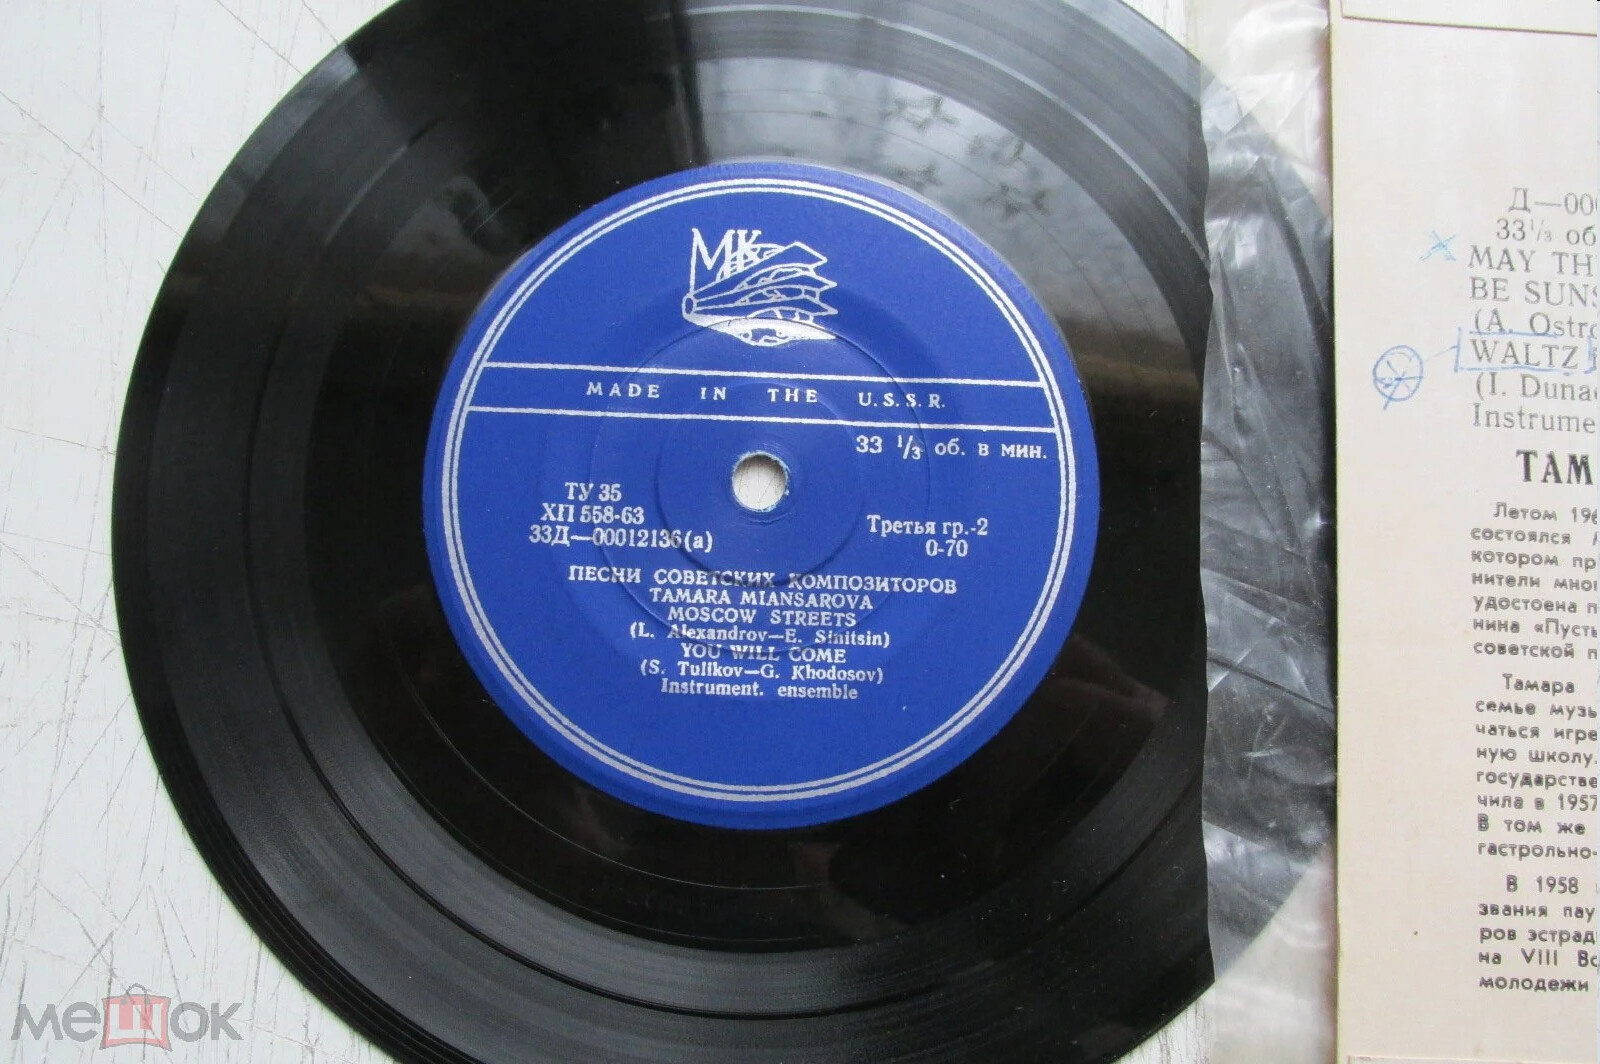 МК
MADE IN THE U.S.S.R.
33 1/3 об. в мин.
ТУ 35
ХП 558-63
33Д—00012136(а)
Третья гр.-2
0-70
ПЕСНИ СОВЕТСКИХ КОМПОЗИТОРОВ
TAMARA MIANSAROVA
MOSCOW STREETS
(L. Alexandrov—E. Sinitsin)
YOU WILL COME
(S. Tulikov—G. Khodosov)
Instrument. ensemble
Д—00
33 1/3 об
MAY TH
BE SUNS
(A. Ostro
WALTZ
(I. Duna
Instrume
ТАМ
Летом 196
состоялся
котором пр
нители мно
удостоена п
нина «Пусть
советской п
Тамара
семье музы
чаться игре
ную школу.
государстве
чила в 1957
В том же
гастрольно-
В 1958
звания лау
ров эстрад
на VIII Вс
молодежи
мешок